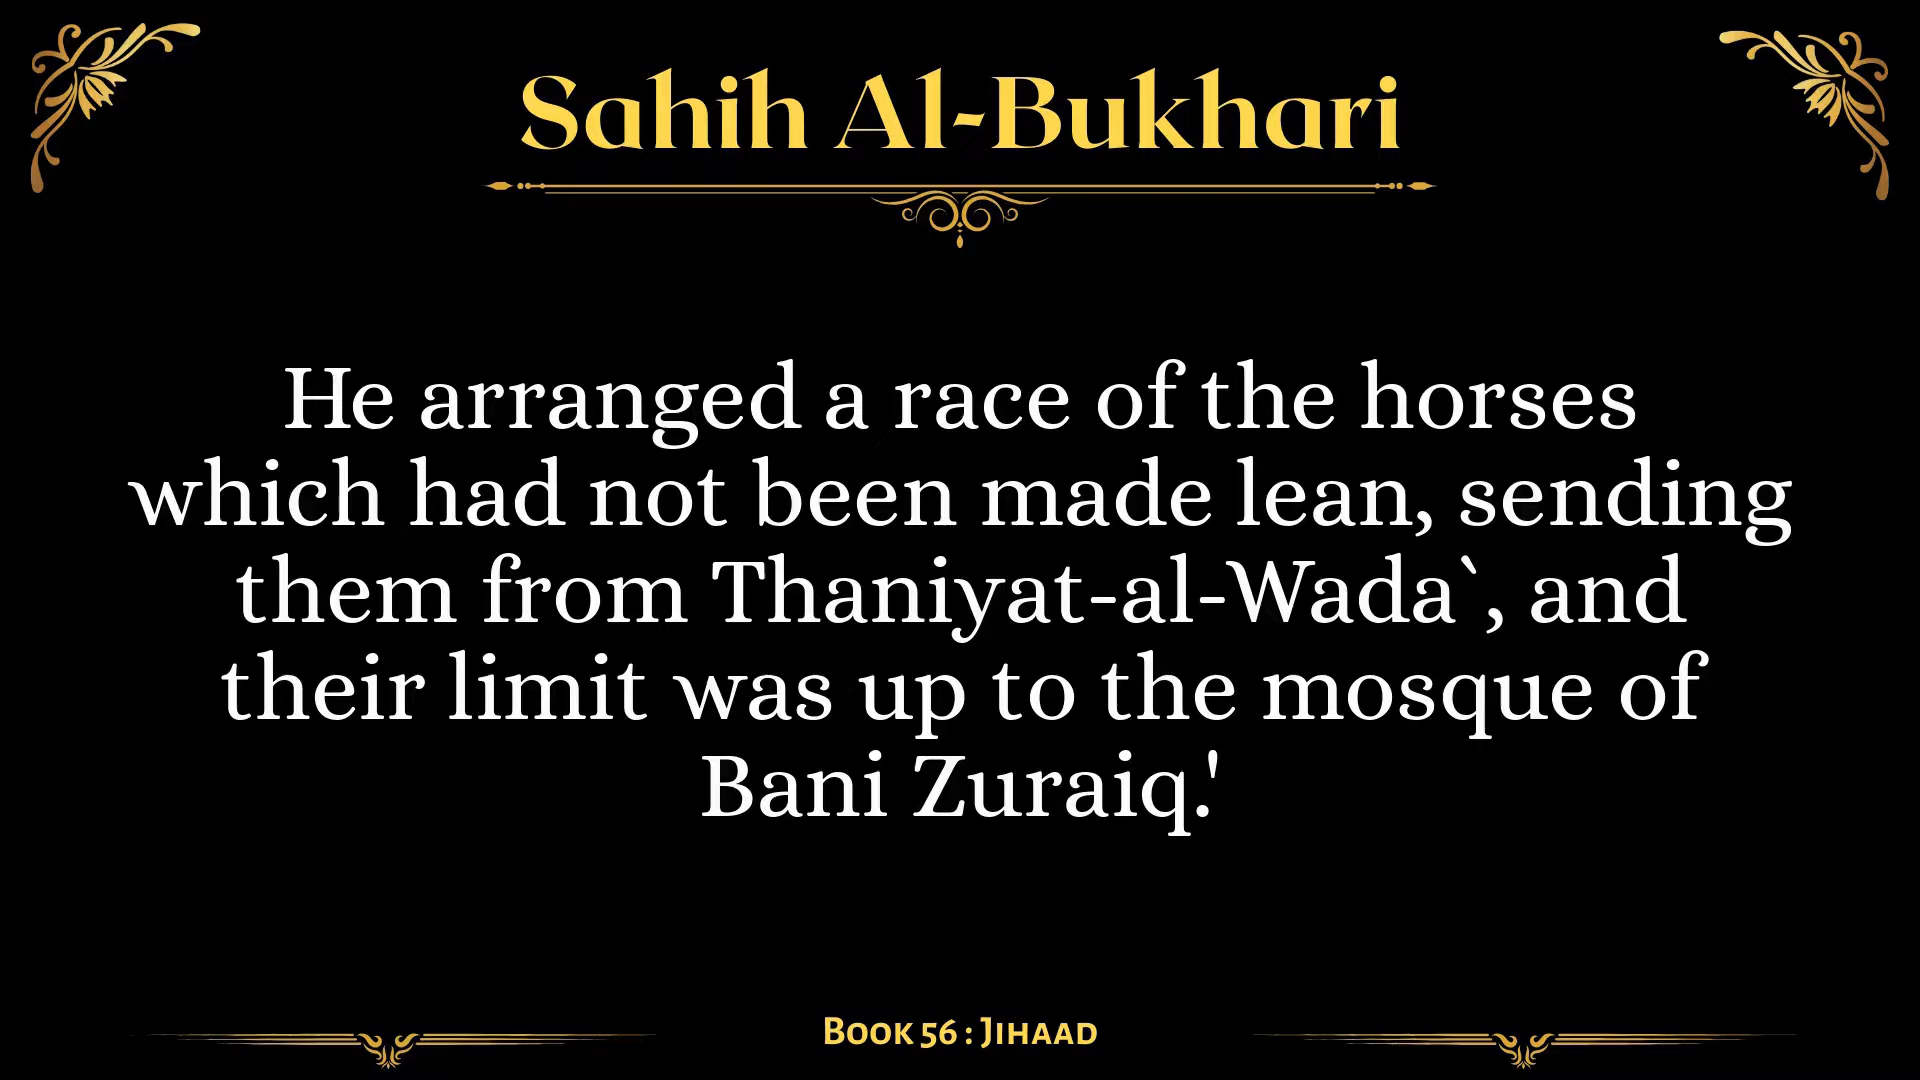 Sahih Al-Bukhari
He arranged a race of the horses
which had not been made lean, sending
them from Thaniyat-al-Wada`, and
their limit was up to the mosque of
Bani Zuraiq.'
Book 56 : Jihaad